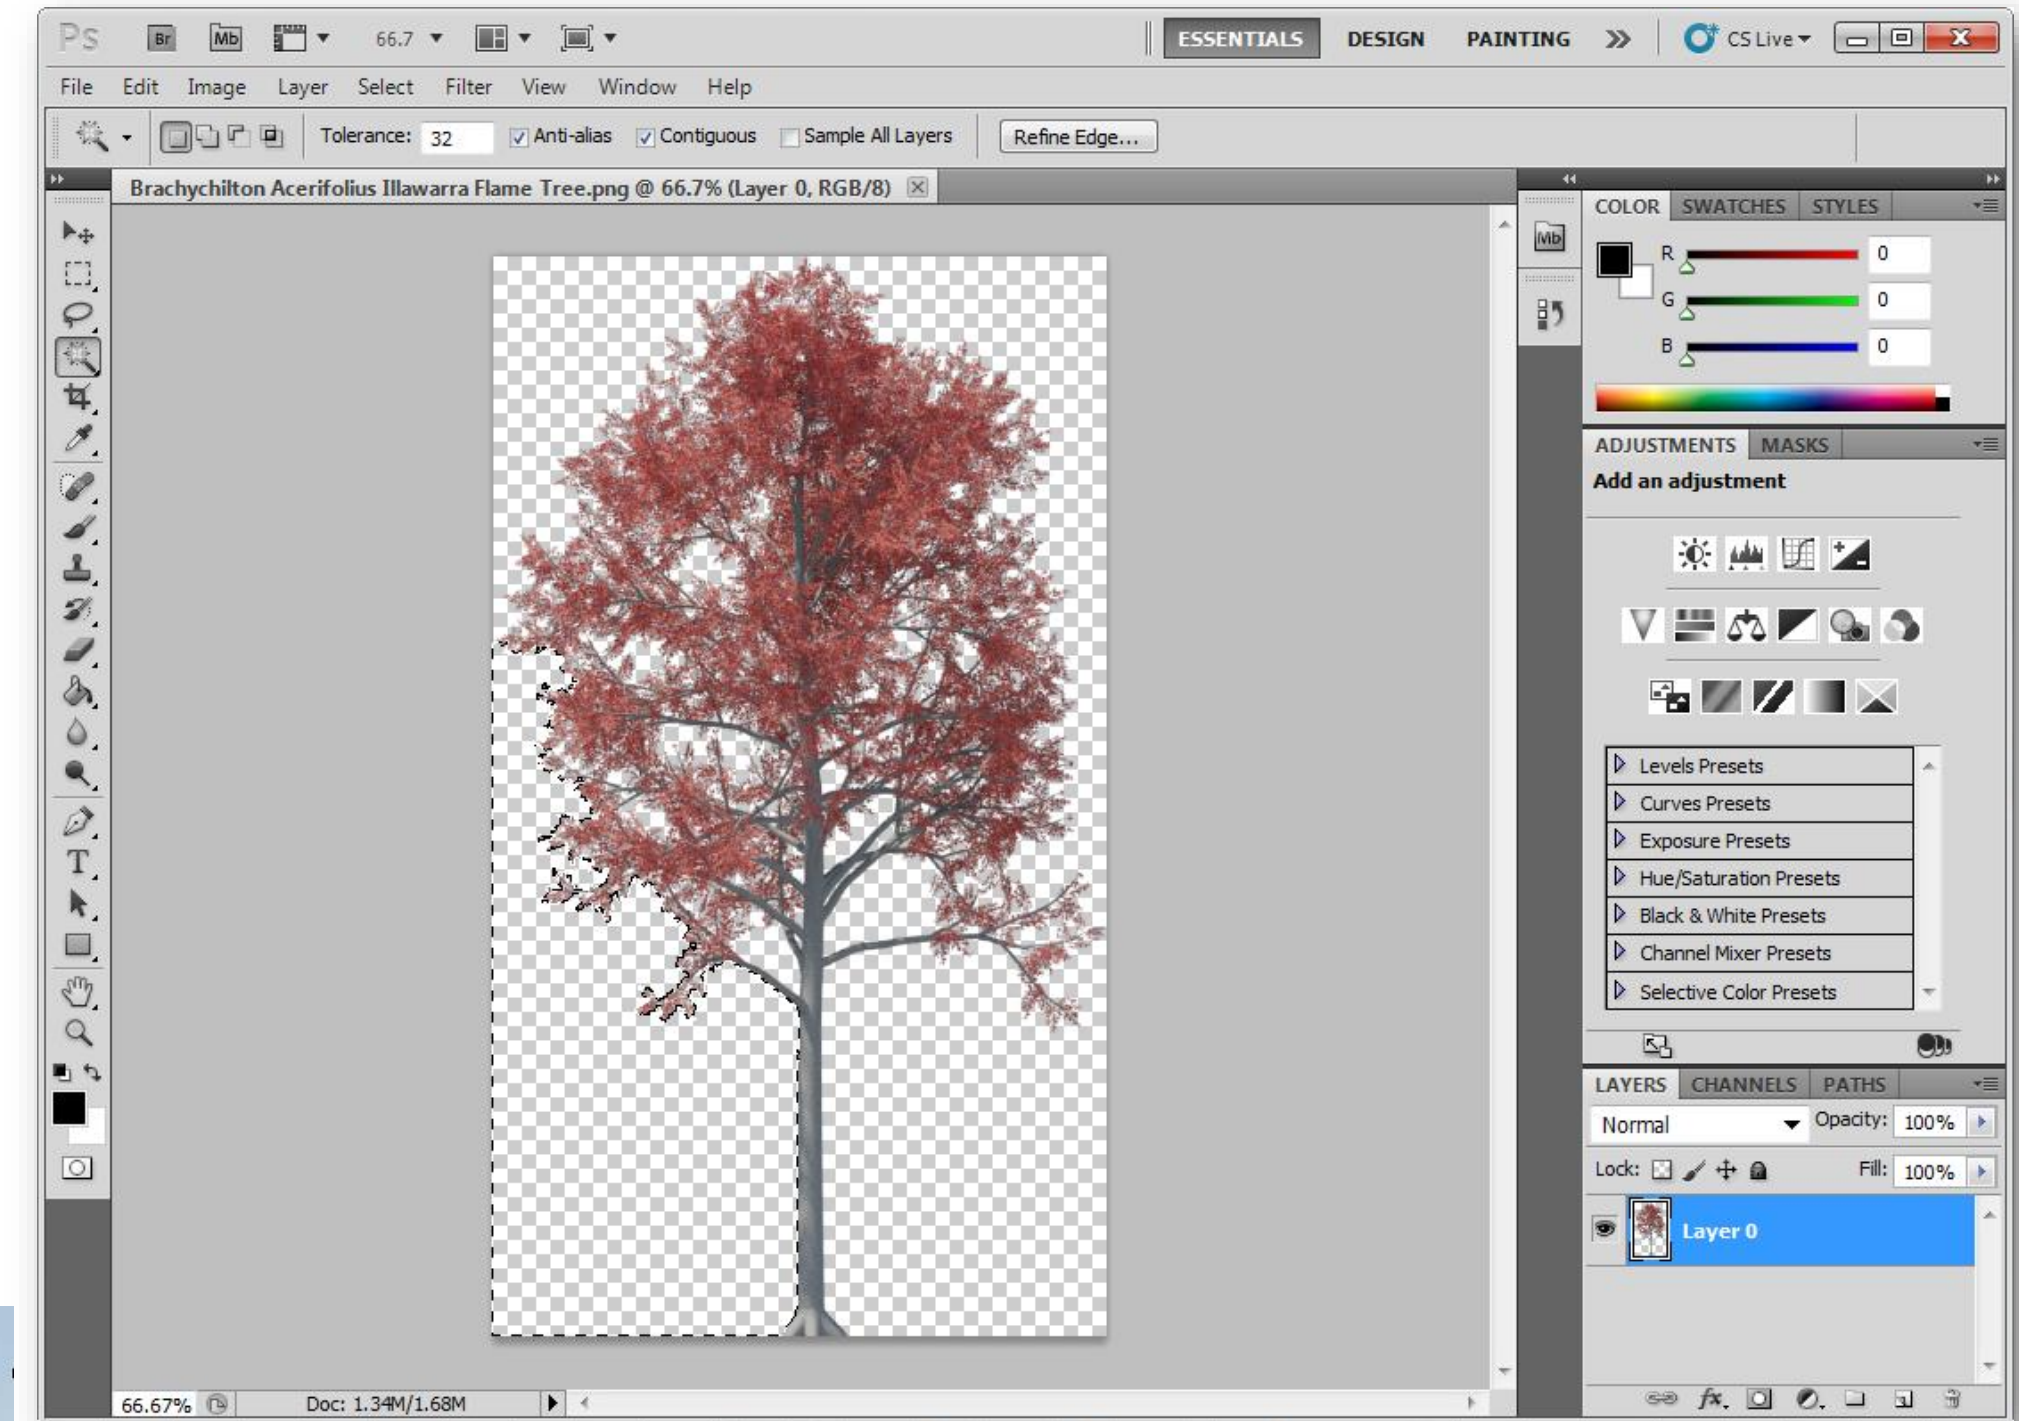 Ps Br Mb 66.7 ESSENTIALS DESIGN PAINTING CS Live
File Edit Image Layer Select Filter View Window Help
Tolerance: 32 Anti-alias Contiguous Sample All Layers Refine Edge...
Brachychilton Acerifolius Illawarra Flame Tree.png @ 66.7% (Layer 0, RGB/8)
Mb
COLOR SWATCHES STYLES
R 0
G 0
B 0
ADJUSTMENTS MASKS
Add an adjustment
Levels Presets
Curves Presets
Exposure Presets
Hue/Saturation Presets
Black & White Presets
Channel Mixer Presets
Selective Color Presets
T
LAYERS CHANNELS PATHS
Normal Opacity: 100%
Lock: Fill: 100%
Layer 0
fx.
66.67% Doc: 1.34M/1.68M